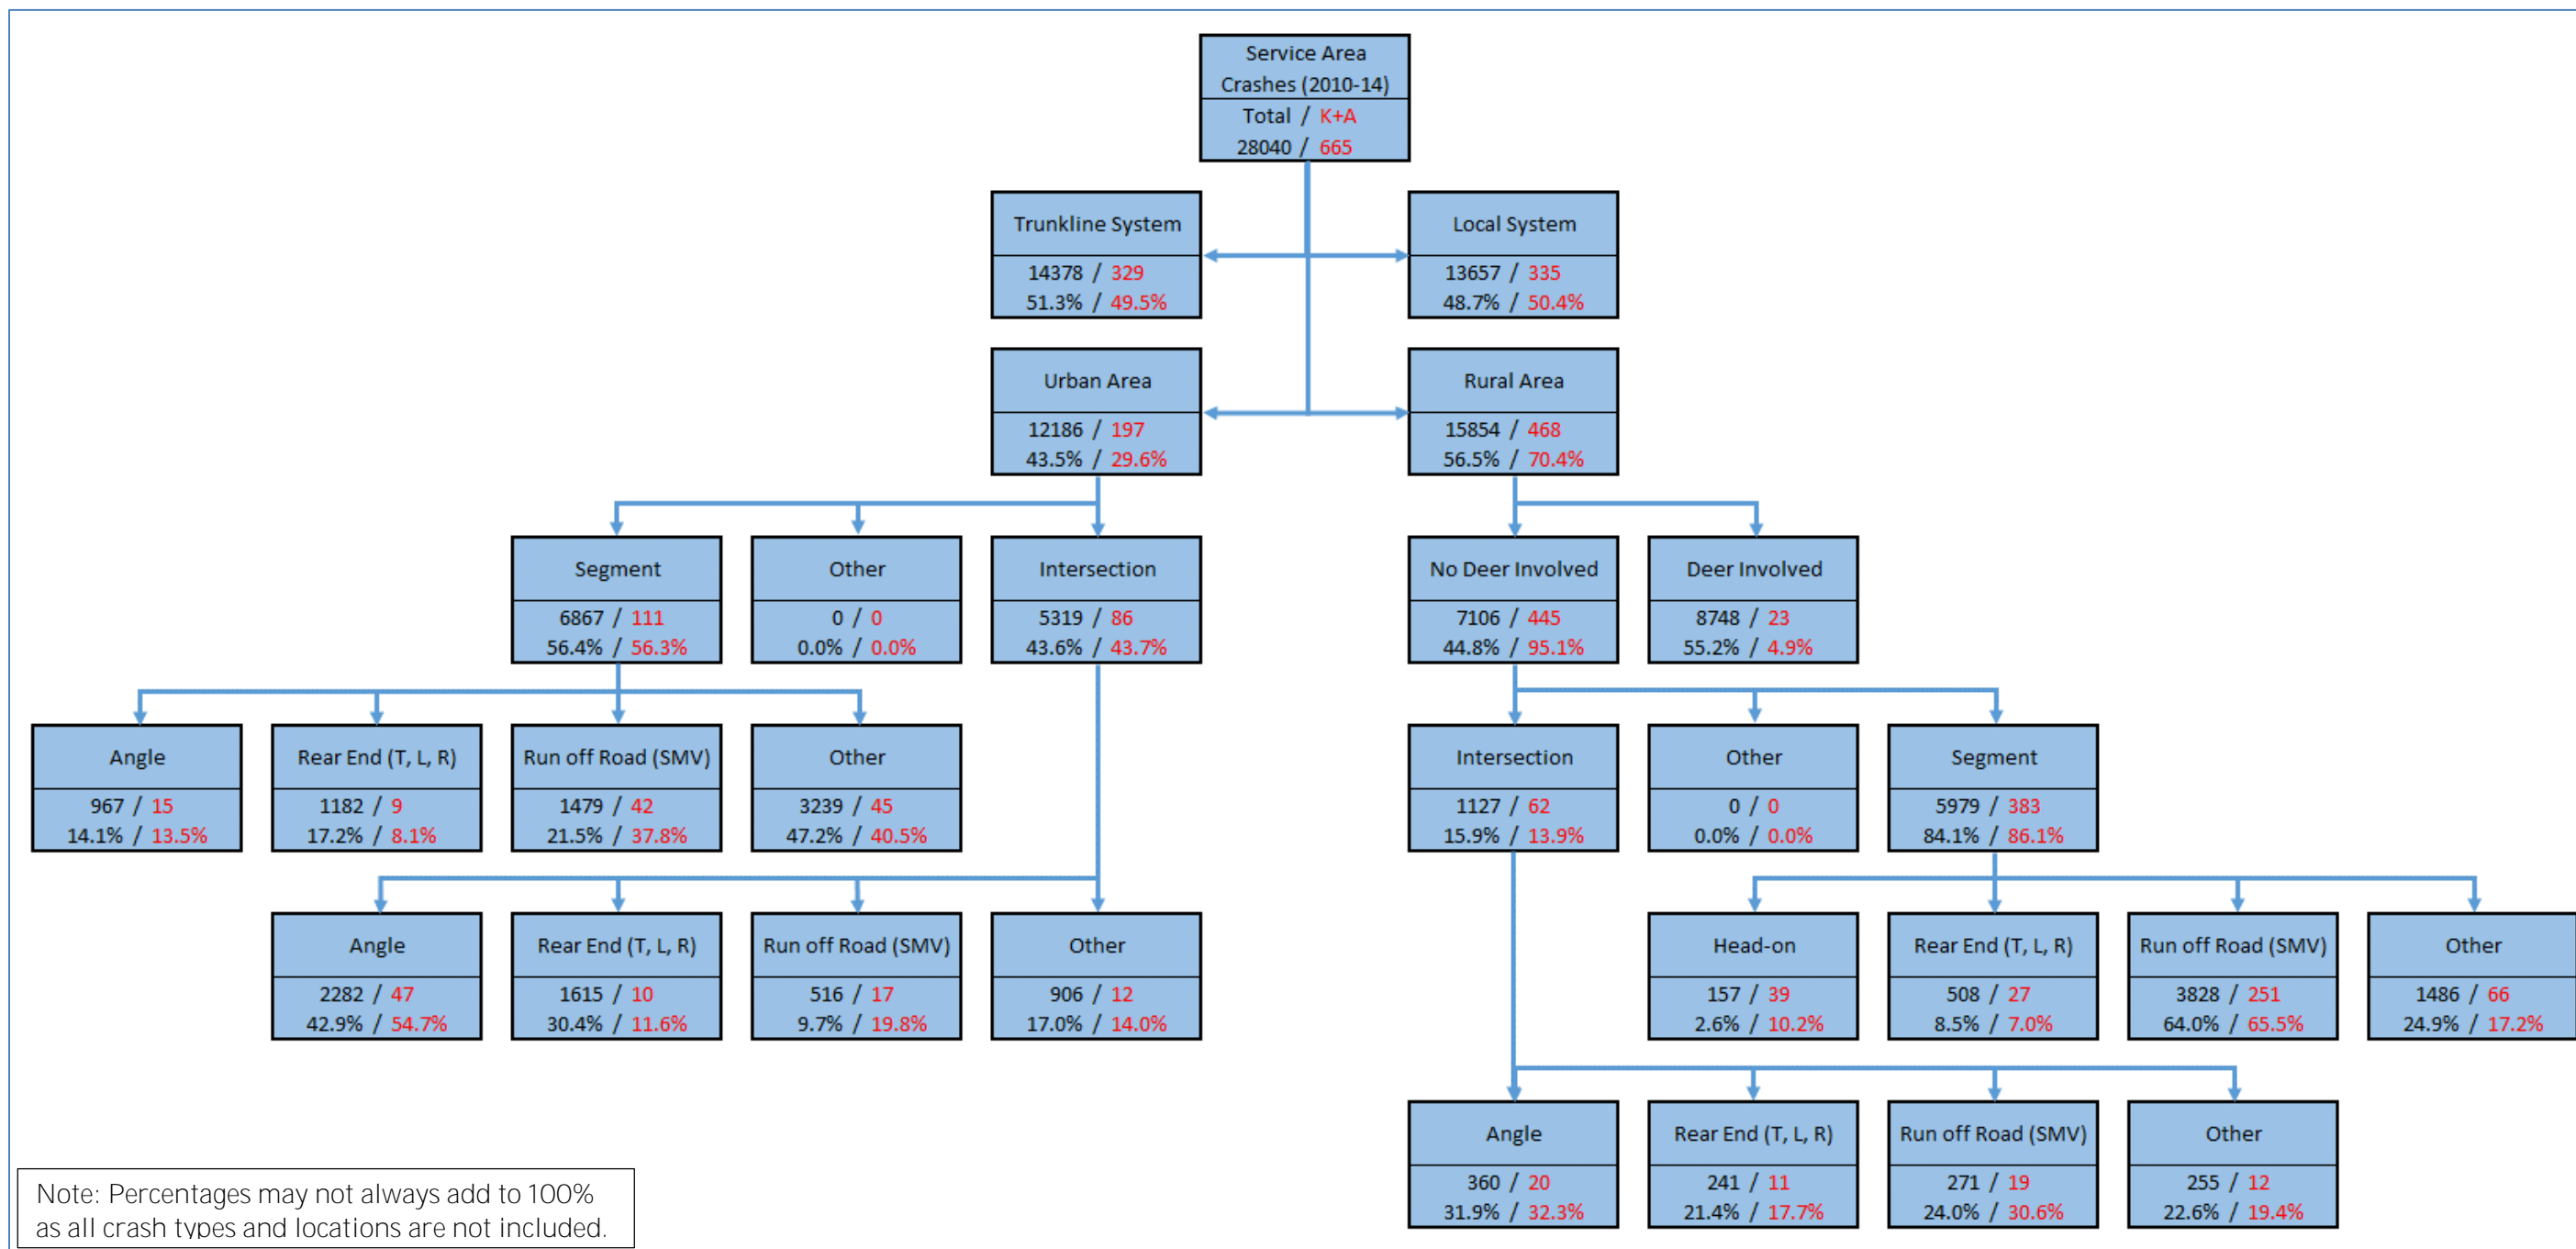 Service Area
Crashes (2010-14)
Total / K+A
28040 / 665
Trunkline System
14378 / 329
51.3% / 49.5%
Local System
13657 / 335
48.7% / 50.4%
Urban Area
12186 / 197
43.5% / 29.6%
Rural Area
15854 / 468
56.5% / 70.4%
Segment
6867 / 111
56.4% / 56.3%
Other
0 / 0
0.0% / 0.0%
Intersection
5319 / 86
43.6% / 43.7%
No Deer Involved
7106 / 445
44.8% / 95.1%
Deer Involved
8748 / 23
55.2% / 4.9%
Angle
967 / 15
14.1% / 13.5%
Rear End (T, L, R)
1182 / 9
17.2% / 8.1%
Run off Road (SMV)
1479 / 42
21.5% / 37.8%
Other
3239 / 45
47.2% / 40.5%
Intersection
1127 / 62
15.9% / 13.9%
Other
0 / 0
0.0% / 0.0%
Segment
5979 / 383
84.1% / 86.1%
Angle
2282 / 47
42.9% / 54.7%
Rear End (T, L, R)
1615 / 10
30.4% / 11.6%
Run off Road (SMV)
516 / 17
9.7% / 19.8%
Other
906 / 12
17.0% / 14.0%
Head-on
157 / 39
2.6% / 10.2%
Rear End (T, L, R)
508 / 27
8.5% / 7.0%
Run off Road (SMV)
3828 / 251
64.0% / 65.5%
Other
1486 / 66
24.9% / 17.2%
Angle
360 / 20
31.9% / 32.3%
Rear End (T, L, R)
241 / 11
21.4% / 17.7%
Run off Road (SMV)
271 / 19
24.0% / 30.6%
Other
255 / 12
22.6% / 19.4%
Note: Percentages may not always add to 100%
as all crash types and locations are not included.